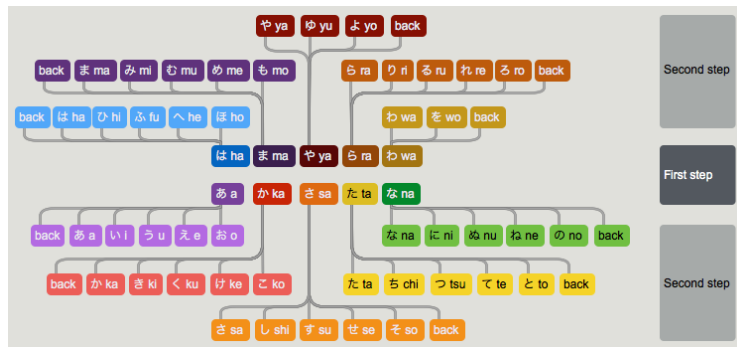 や ya ゆ yu よ yo back
back ま ma み mi む mu め me も mo ら ra り ri る ru れ re ろ ro back
Second step
back は ha ひ hi ふ fu へ he ほ ho わ wa を wo back
は ha ま ma や ya ら ra わ wa
First step
あ a か ka さ sa た ta な na
back あ a い I う u え e お o な na に ni ぬ nu ね ne の no back
back か ka き ki く ku け ke こ ko た ta ち chi つ tsu て te と to back
Second step
さ sa し shi す su せ se そ so back